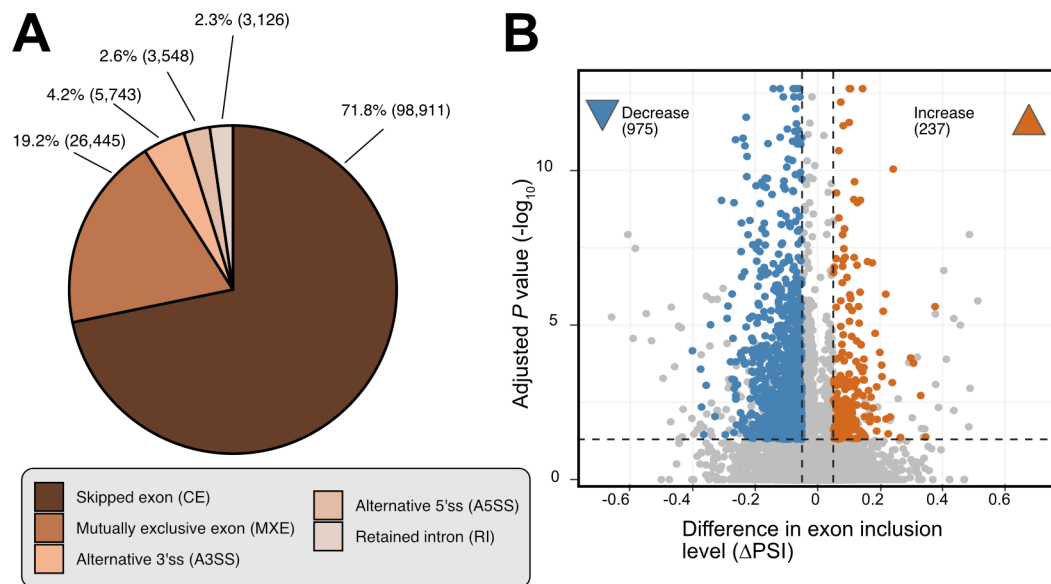 A
2.3% (3,126)
2.6% (3,548)
4.2% (5,743)
19.2% (26,445)
71.8% (98,911)
Skipped exon (CE)
Mutually exclusive exon (MXE)
Alternative 3'ss (A3SS)
Alternative 5'ss (A5SS)
Retained intron (RI)
B
Decrease
(975)
Increase
(237)
Adjusted P value (-log10)
10
5
0
-0.6
-0.4
-0.2
0
0.2
0.4
0.6
Difference in exon inclusion
level (ΔPSI)